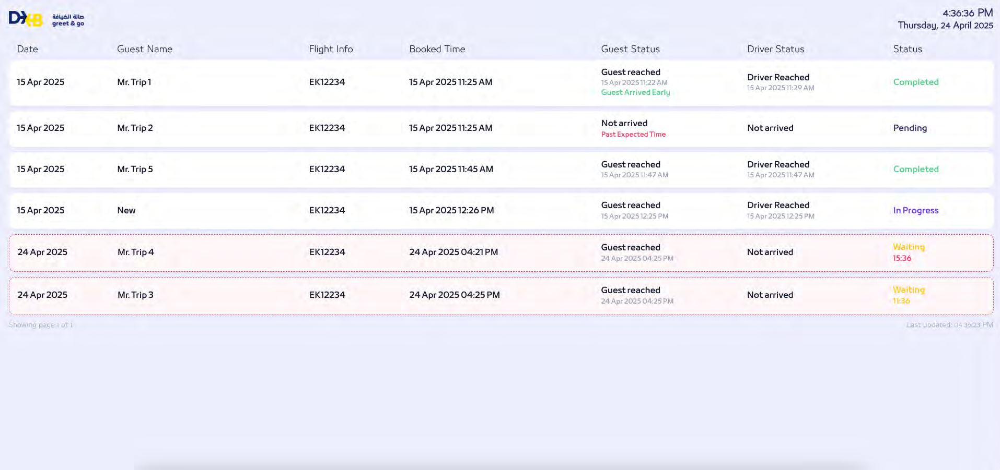 DXB
صالة الضيافة
greet & go
4:36:36 PM
Thursday, 24 April 2025
Date Guest Name Flight Info Booked Time Guest Status Driver Status Status
15 Apr 2025 Mr. Trip 1 EK12234 15 Apr 2025 11:25 AM Guest reached Driver Reached Completed
15 Apr 2025 11:22 AM 15 Apr 2025 11:29 AM
Guest Arrived Early
15 Apr 2025 Mr. Trip 2 EK12234 15 Apr 2025 11:25 AM Not arrived Not arrived Pending
Past Expected Time
15 Apr 2025 Mr. Trip 5 EK12234 15 Apr 2025 11:45 AM Guest reached Driver Reached Completed
15 Apr 2025 11:47 AM 15 Apr 2025 11:47 AM
15 Apr 2025 New EK12234 15 Apr 2025 12:26 PM Guest reached Driver Reached In Progress
15 Apr 2025 12:25 PM 15 Apr 2025 12:25 PM
24 Apr 2025 Mr. Trip 4 EK12234 24 Apr 2025 04:21 PM Guest reached Not arrived Waiting
24 Apr 2025 04:25 PM 15:36
24 Apr 2025 Mr. Trip 3 EK12234 24 Apr 2025 04:25 PM Guest reached Not arrived Waiting
24 Apr 2025 04:25 PM 11:36
Showing page 1 of 1 Last updated: 04:36:23 PM